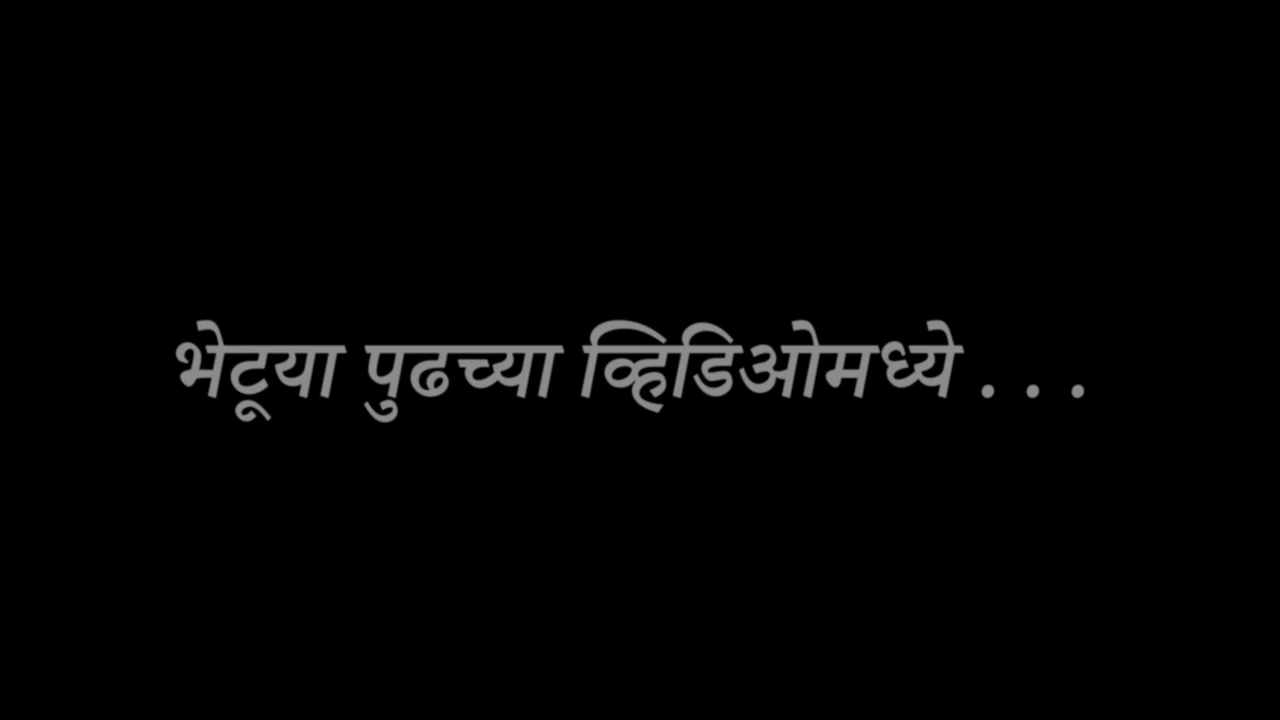 भेटूया पुढच्या व्हिडिओमध्ये . . .